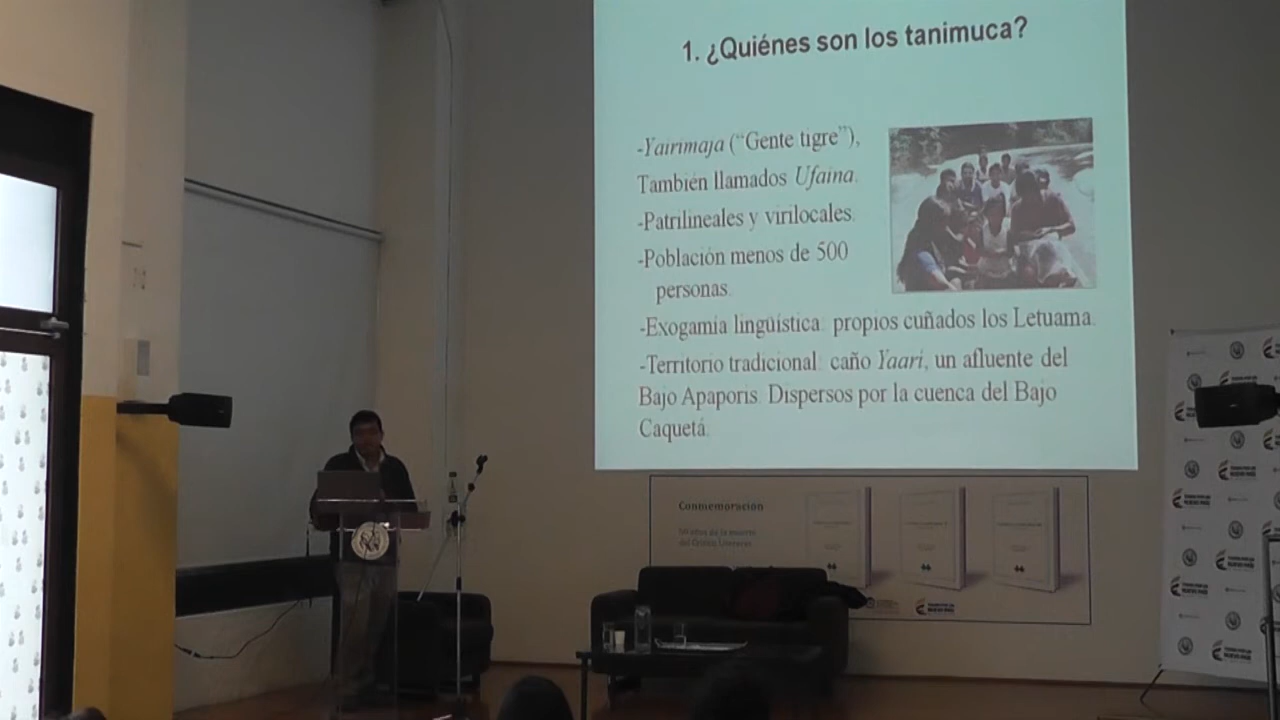 1. ¿Quiénes son los tanimuca?
-Yairimaja (“Gente tigre”),
También llamados Ufaina.
-Patrilineales y virilocales.
-Población menos de 500
personas.
-Exogamia lingüística: propios cuñados los Letuama.
-Territorio tradicional: caño Yaari, un afluente del
Bajo Apaporis. Dispersos por la cuenca del Bajo
Caquetá.
Conmemoración